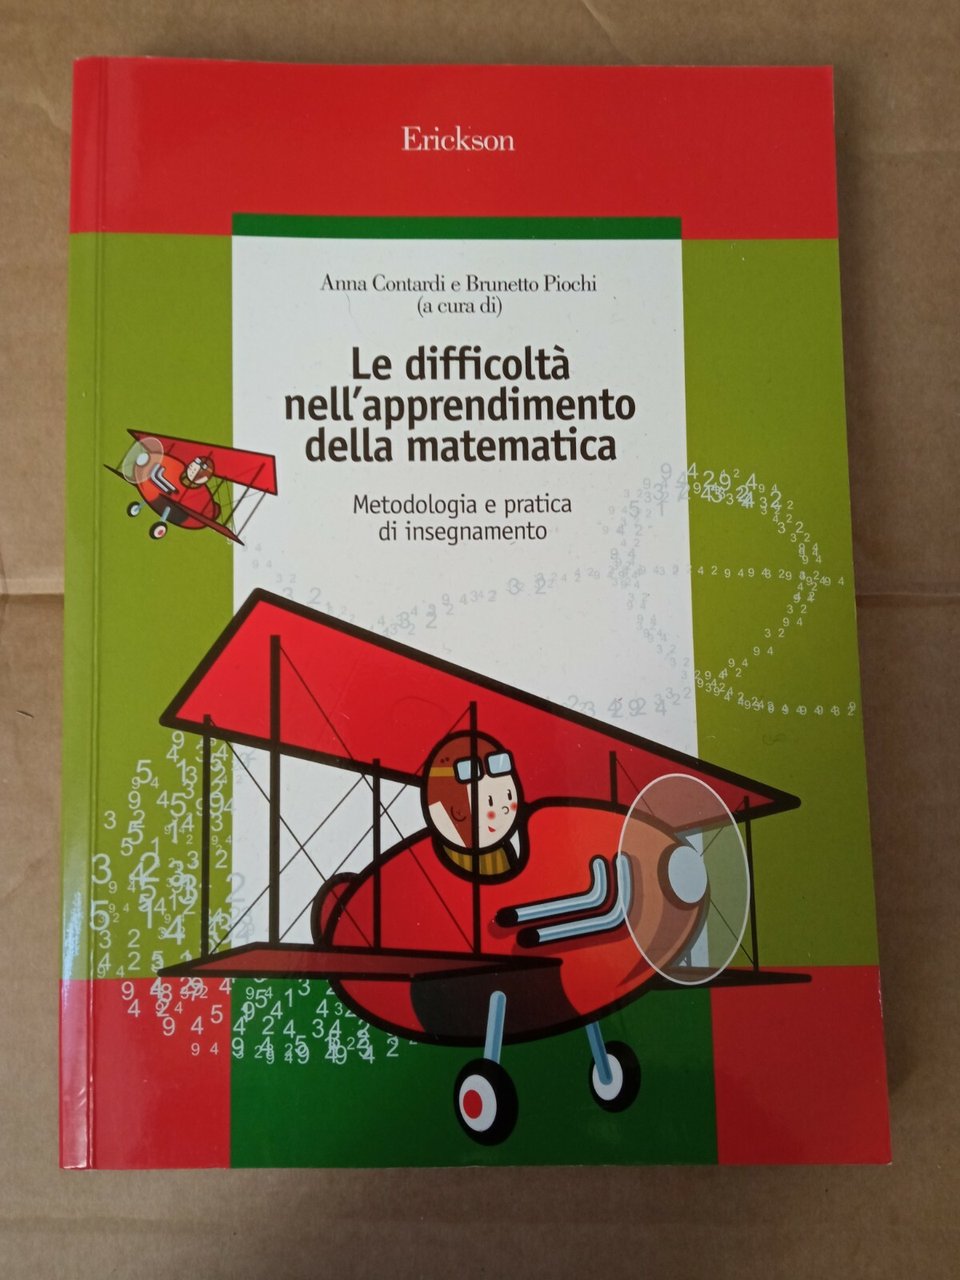 Erickson
Anna Contardi e Brunetto Piochi
(a cura di)
Le difficoltà
nell'apprendimento
della matematica
Metodologia e pratica
di insegnamento